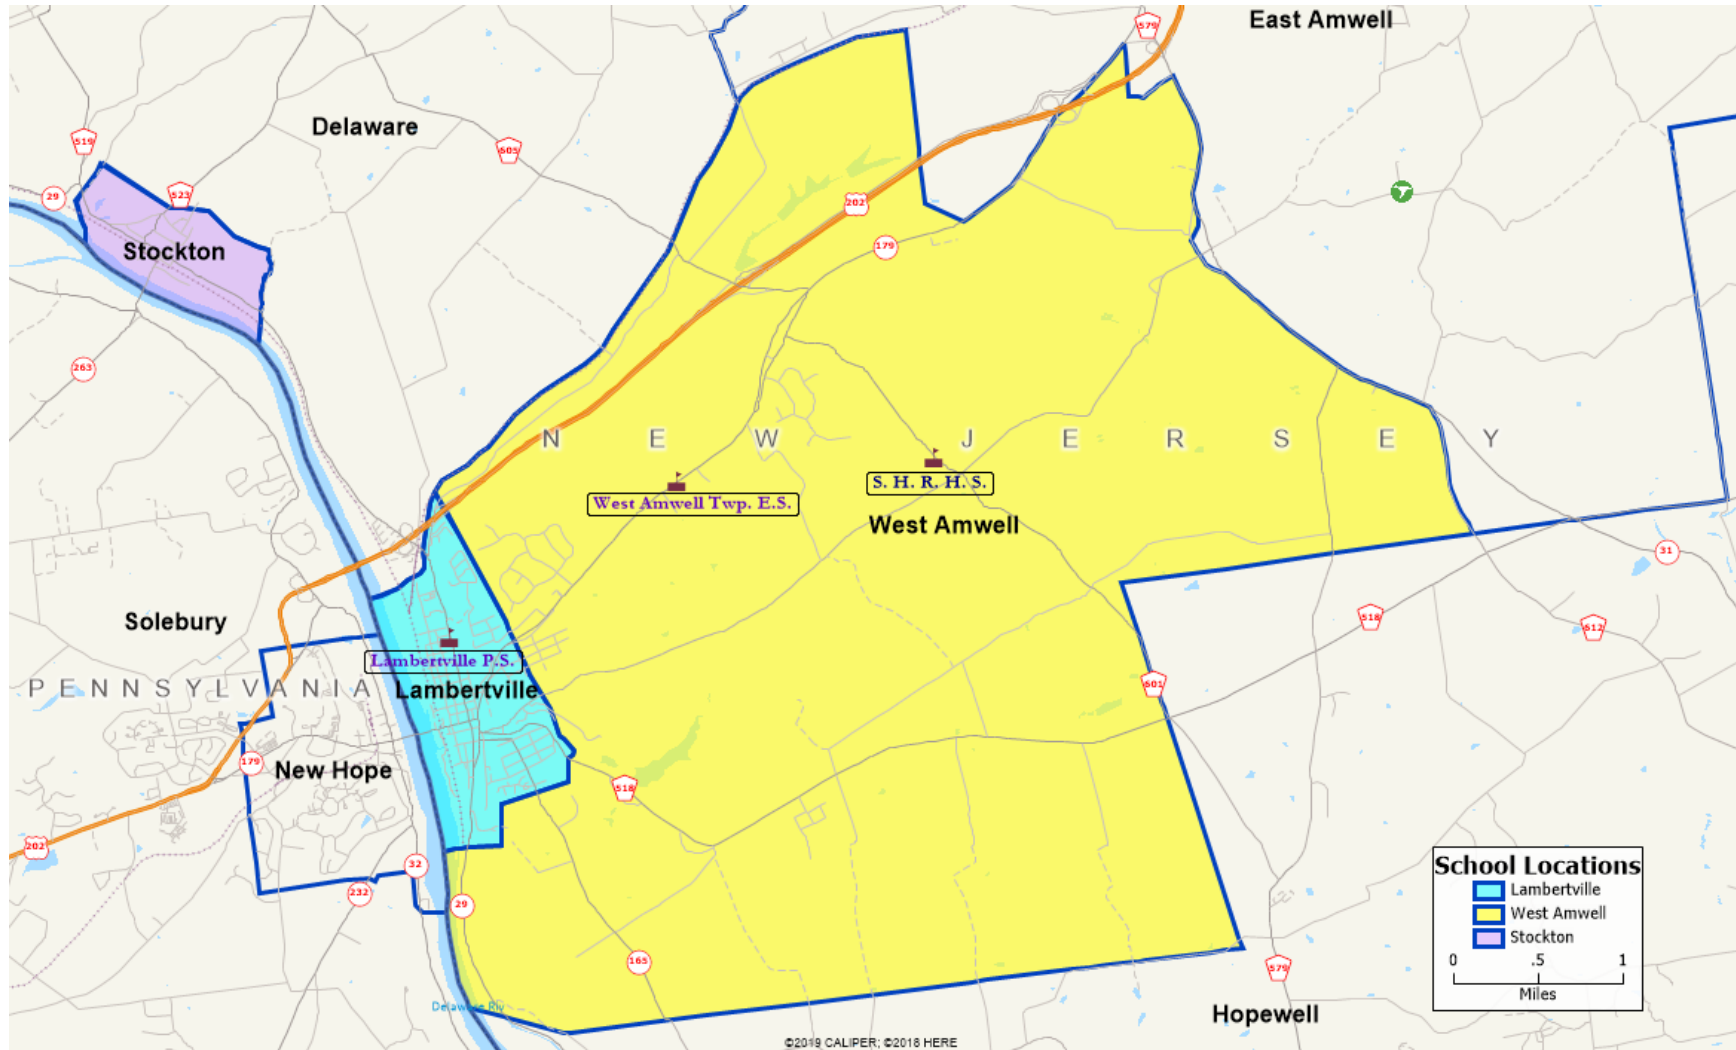 East Amwell
579
Delaware
519
605
29
523
202
Stockton
179
263
N E W J E R S E Y
S. H. R. H. S.
West Amwell Twp. E.S.
West Amwell
31
Solebury
518
612
Lambertville P.S.
PENNSYLVANIA
Lambertville
601
179
New Hope
518
202
32
232
29
165
579
Delaware Riv
Hopewell
School Locations
Lambertville
West Amwell
Stockton
0 .5 1
Miles
©2019 CALIPER; ©2018 HERE